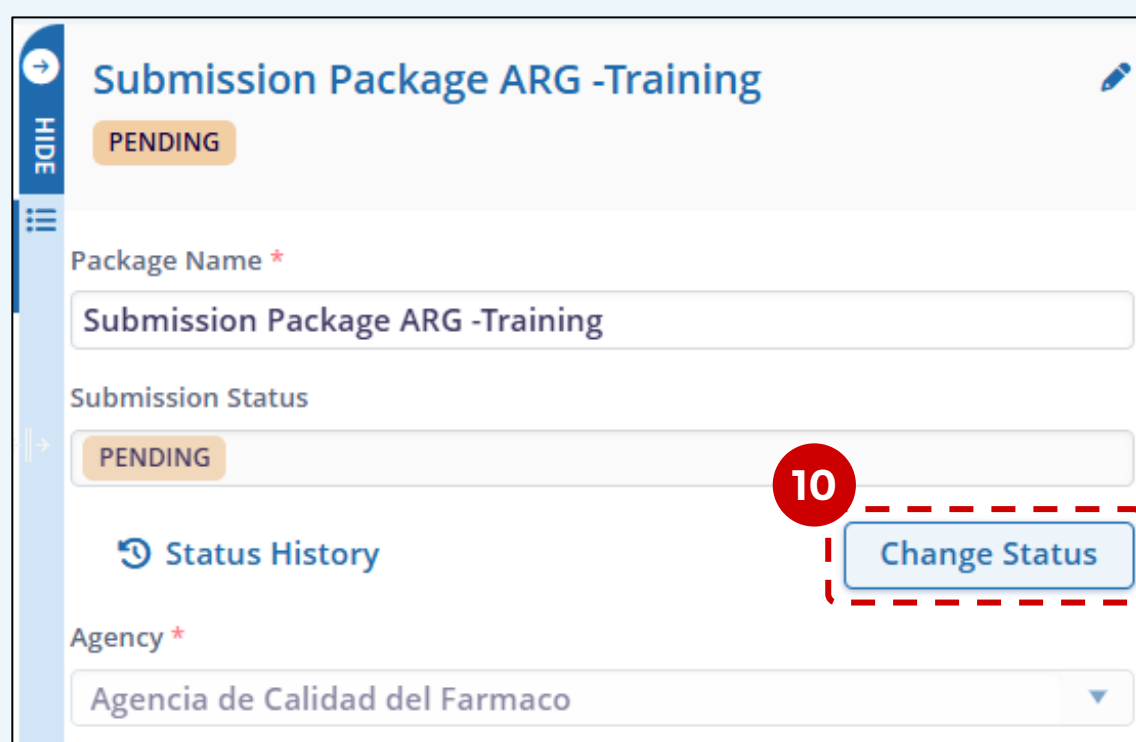 Submission Package ARG -Training
PENDING
HIDE
Package Name *
Submission Package ARG -Training
Submission Status
PENDING
10
Status History
Change Status
Agency *
Agencia de Calidad del Farmaco